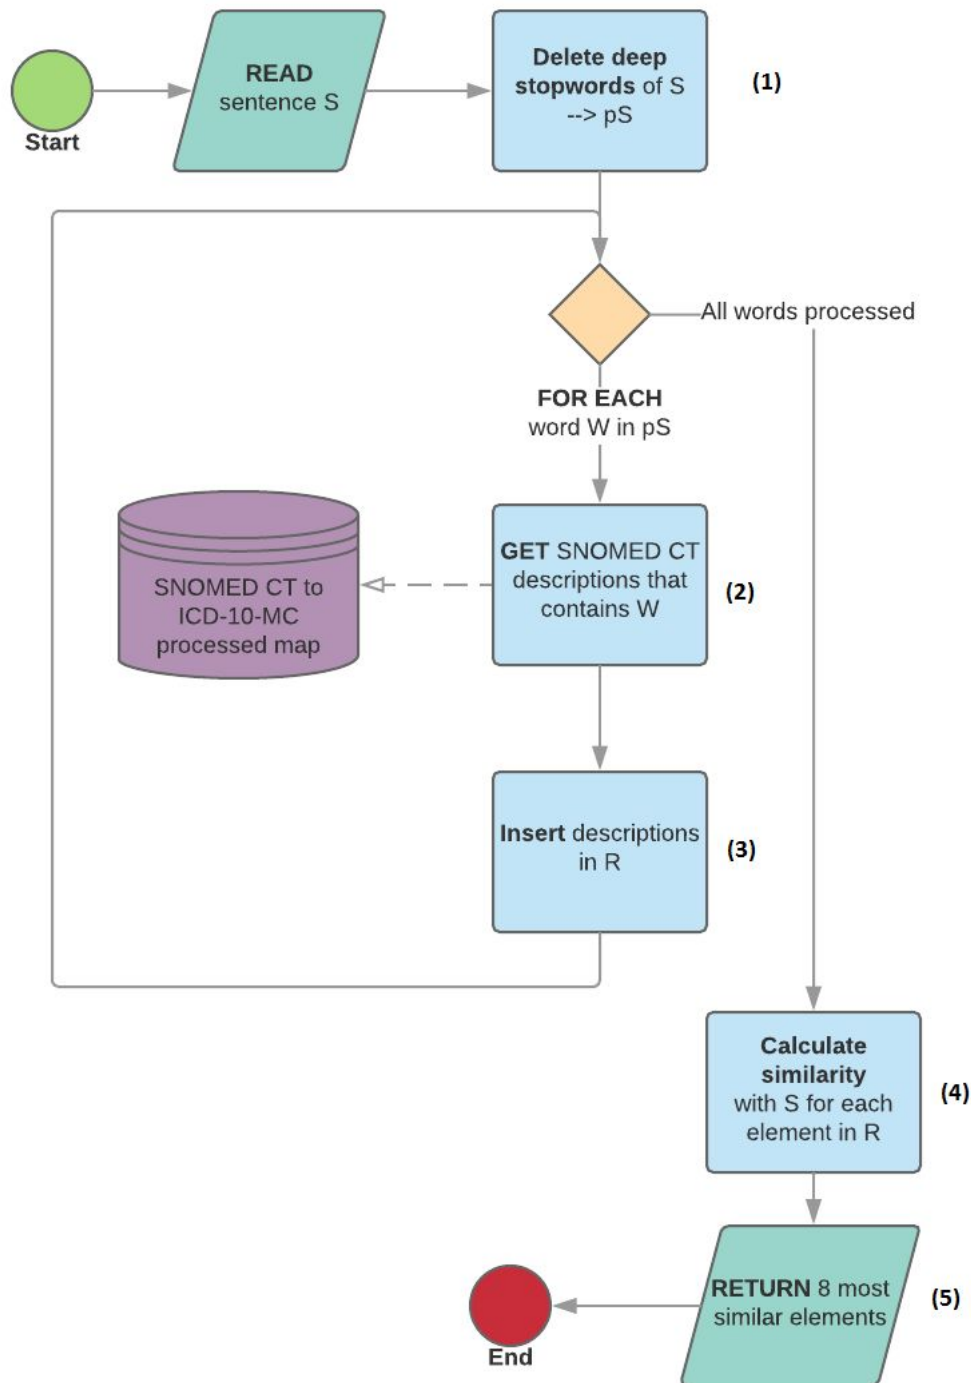 Start
READ
sentence S
Delete deep
stopwords of S
--> pS
(1)
All words processed
FOR EACH
word W in pS
SNOMED CT to
ICD-10-MC
processed map
GET SNOMED CT
descriptions that
contains W
(2)
Insert descriptions
in R
(3)
Calculate
similarity
with S for each
element in R
(4)
RETURN 8 most
similar elements
(5)
End